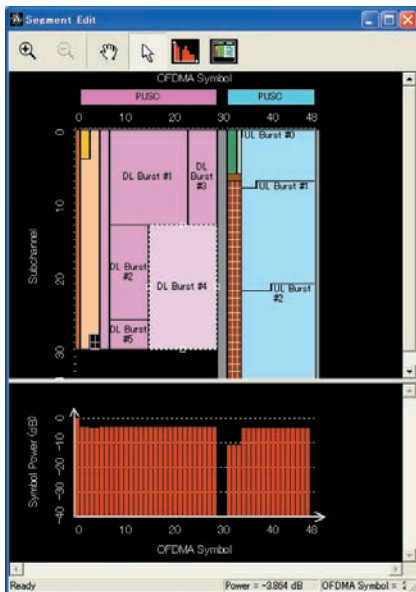 Segment Edit
OFDMA Symbol
PUSC PUSC
0 10 20 30 40 48
Subchannel
0
10
20
30
DL Burst #1
DL Burst #3
DL Burst #2
DL Burst #4
DL Burst #5
UL Burst #0
UL Burst #1
UL Burst #2
Symbol Power (dB)
0
-10
-20
-30
-40
0 10 20 30 40 48
OFDMA Symbol
Ready Power = -3.864 dB OFDMA Symbol =